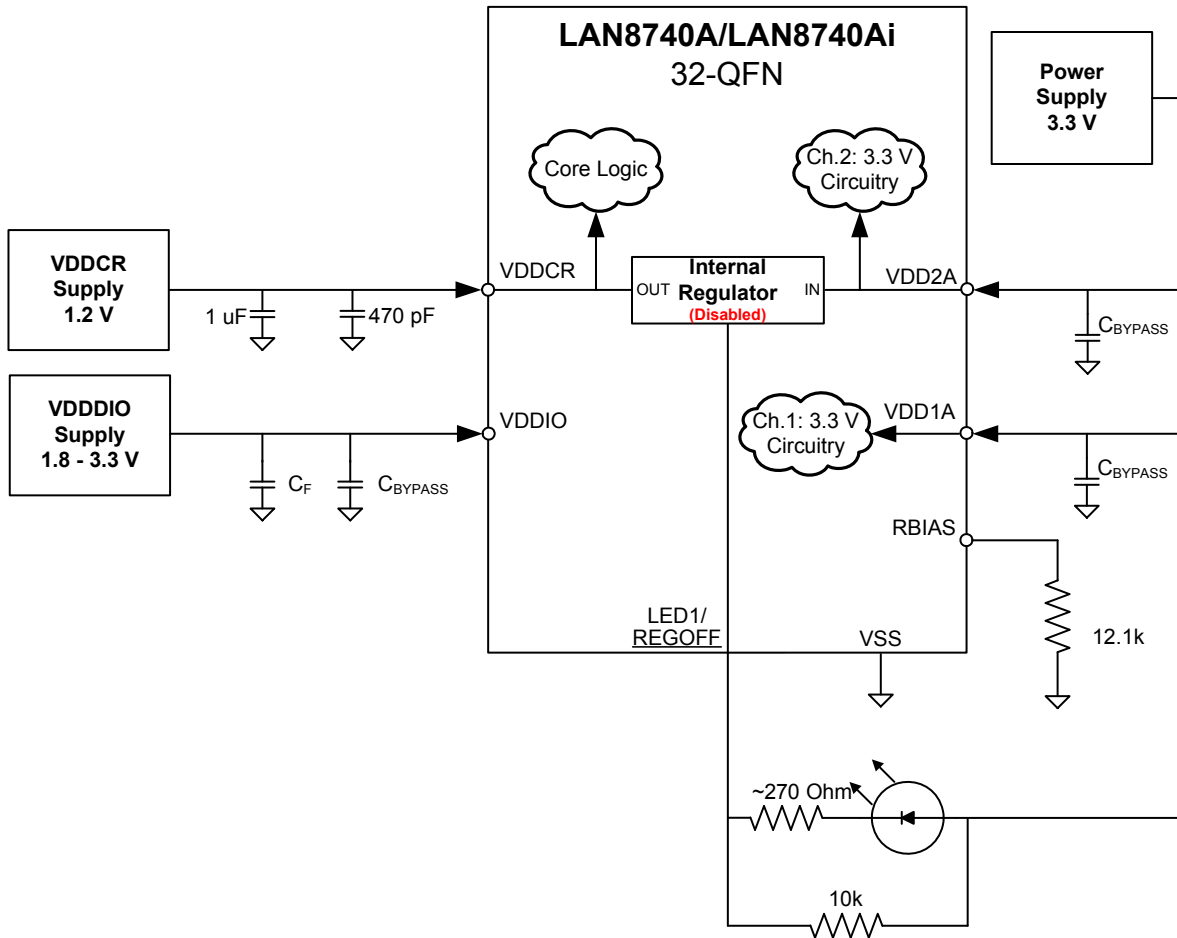 LAN8740A/LAN8740Ai
32-QFN
Power
Supply
3.3 V
Core Logic
Ch.2: 3.3 V
Circuitry
VDDCR
Supply
1.2 V
VDDCR
OUT
Internal
Regulator
(Disabled)
IN
VDD2A
1 uF
470 pF
CBYPASS
VDDDIO
Supply
1.8 - 3.3 V
VDDIO
Ch.1: 3.3 V
Circuitry
VDD1A
CF
CBYPASS
CBYPASS
RBIAS
LED1/
REGOFF
VSS
12.1k
~270 Ohm
10k